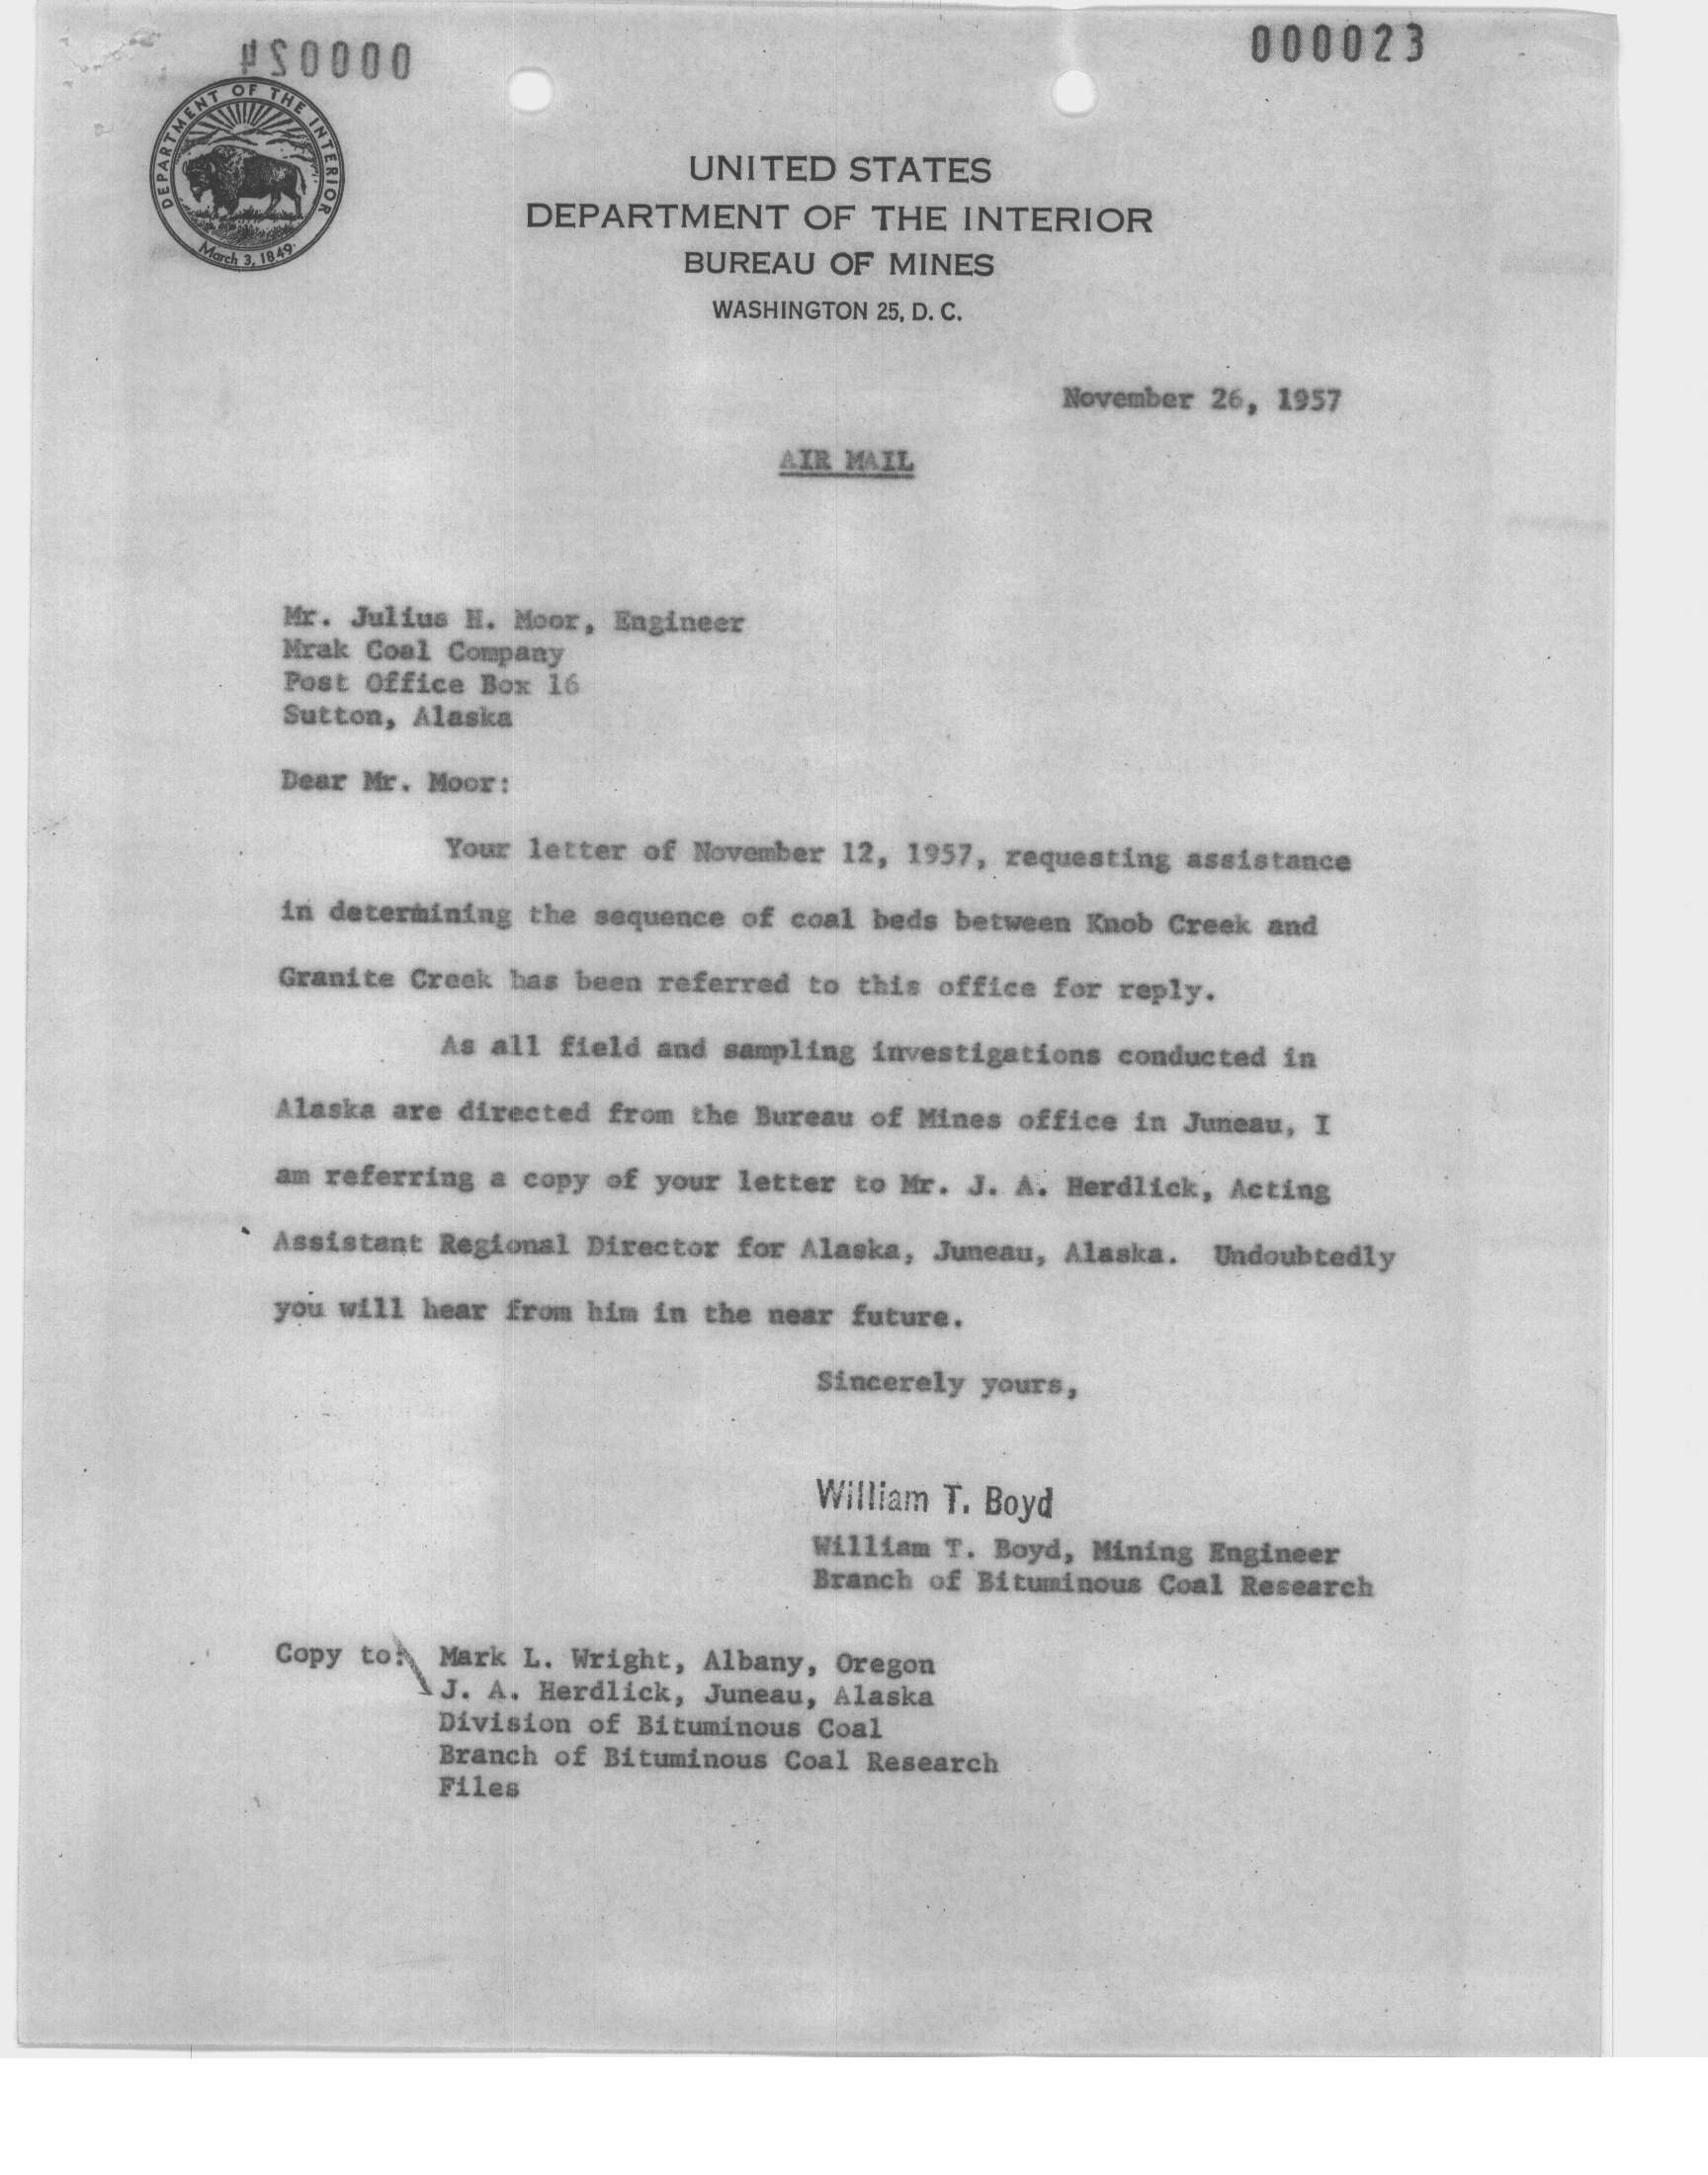 000024
000023
DEPARTMENT OF THE INTERIOR
March 3, 1849
UNITED STATES
DEPARTMENT OF THE INTERIOR
BUREAU OF MINES
WASHINGTON 25, D. C.
November 26, 1957
AIR MAIL
Mr. Julius H. Moor, Engineer
Mrak Coal Company
Post Office Box 16
Sutton, Alaska
Dear Mr. Moor:
Your letter of November 12, 1957, requesting assistance
in determining the sequence of coal beds between Knob Creek and
Granite Creek has been referred to this office for reply.
As all field and sampling investigations conducted in
Alaska are directed from the Bureau of Mines office in Juneau, I
am referring a copy of your letter to Mr. J. A. Herdlick, Acting
Assistant Regional Director for Alaska, Juneau, Alaska. Undoubtedly
you will hear from him in the near future.
Sincerely yours,
William T. Boyd
William T. Boyd, Mining Engineer
Branch of Bituminous Coal Research
Copy to: Mark L. Wright, Albany, Oregon
J. A. Herdlick, Juneau, Alaska
Division of Bituminous Coal
Branch of Bituminous Coal Research
Files